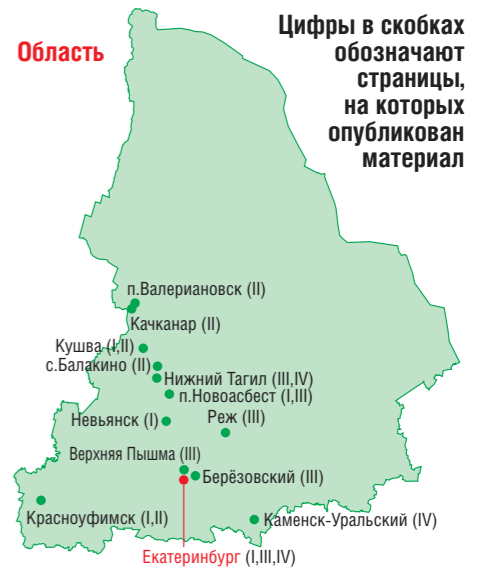 Область
Цифры в скобках
обозначают
страницы,
на которых
опубликован
материал
п.Валериановск (II)
Качканар (II)
Кушва (I,II)
с.Балакино (II)
Нижний Тагил (III,IV)
п.Новоасбест (I,III)
Невьянск (I)
Реж (III)
Верхняя Пышма (III)
Берёзовский (III)
Красноуфимск (I,II)
Каменск-Уральский (IV)
Екатеринбург (I,III,IV)